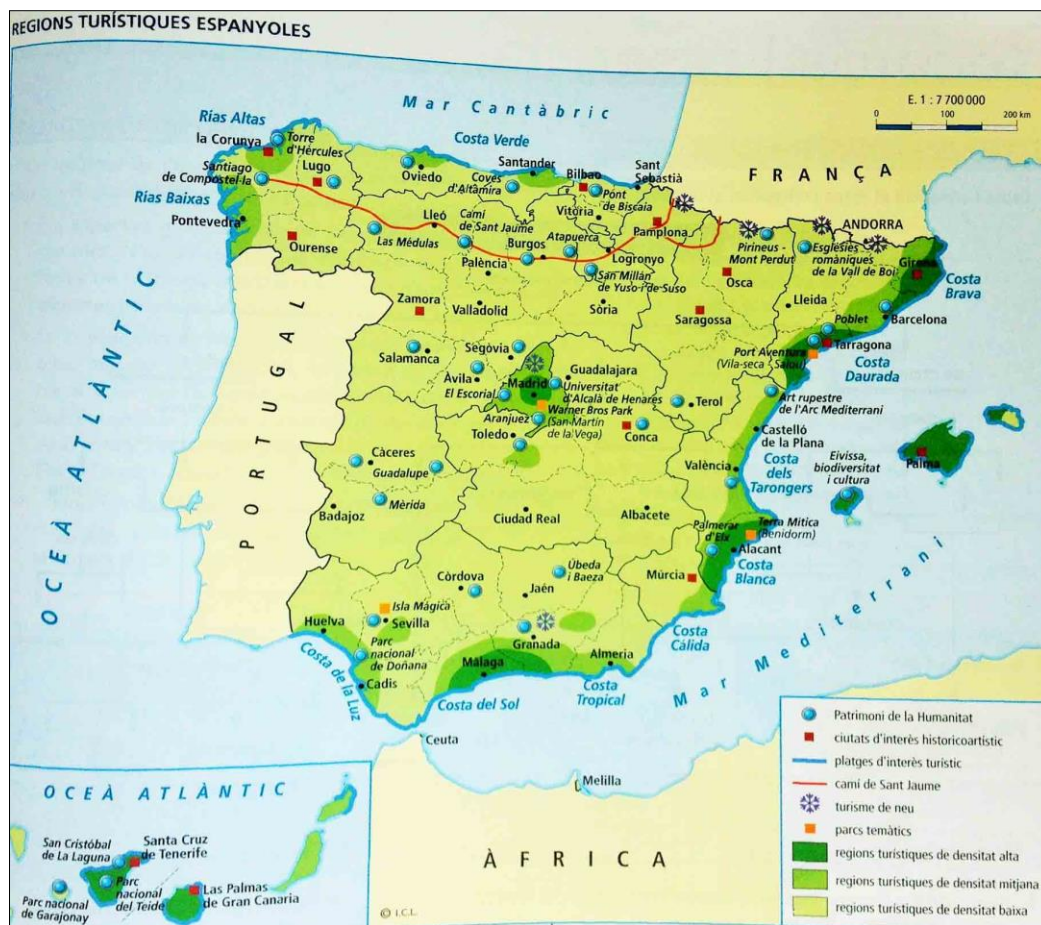 REGIONS TURÍSTIQUES ESPANYOLES
E. 1 : 7 700 000
0 100 200 km
Mar Cantàbric
Rías Altas
la Corunya
Torre
d'Hércules
Costa Verde
Santiago
de Compostel·la
Lugo
Oviedo
Santander
Coves
d'Altamira
Bilbao
Sant
Sebastià
Pont
de Biscaia
FRANÇA
Rías Baixas
Pontevedra
Ourense
Las Médulas
Lleó
Camí
de Sant Jaume
Burgos
Atapuerca
Vitòria
Pamplona
Logronyo
ANDORRA
Pirineus -
Mont Perdut
Esglésies
romàniques
de la Vall de Boí
Girona
Costa
Brava
Palència
San Millán
de Yuso i de Suso
Osca
Zamora
Valladolid
Sòria
Saragossa
Lleida
Poblet
Barcelona
Tarragona
Port Aventura
(Vila-seca i Salou)
Costa
Daurada
Salamanca
Segòvia
Àvila
El Escorial
Madrid
Guadalajara
Universitat
d'Alcalà de Henares
Warner Bros Park
(San Martín
de la Vega)
Aranjuez
Toledo
Conca
Terol
Art rupestre
de l'Arc Mediterrani
Castelló
de la Plana
OCEÀ ATLÀNTIC
PORTUGAL
Càceres
Guadalupe
Mèrida
Badajoz
Ciudad Real
Albacete
València
Costa
dels
Tarongers
Palma
Eivissa,
biodiversitat
i cultura
Palmerar
d'Elx
Terra Mítica
(Benidorm)
Alacant
Costa
Blanca
Múrcia
Còrdova
Jaén
Úbeda
i Baeza
Isla Mágica
Sevilla
Huelva
Parc
nacional
de Doñana
Granada
Costa
Càlida
Costa de la Luz
Cadis
Màlaga
Costa del Sol
Almeria
Costa
Tropical
Mar Mediterrani
Ceuta
Melilla
ÀFRICA
© I.C.L.
OCEÀ ATLÀNTIC
San Cristóbal
de La Laguna
Santa Cruz
de Tenerife
Parc
nacional
del Teide
Parc nacional
de Garajonay
Las Palmas
de Gran Canaria
Patrimoni de la Humanitat
ciutats d'interès historicoartístic
platges d'interès turístic
camí de Sant Jaume
turisme de neu
parcs temàtics
regions turístiques de densitat alta
regions turístiques de densitat mitjana
regions turístiques de densitat baixa